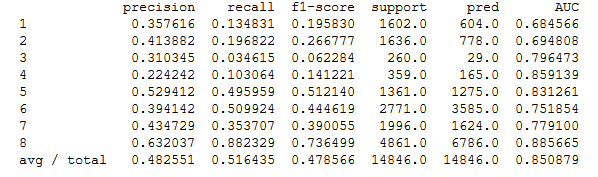 precision recall f1-score support pred AUC
1 0.357616 0.134831 0.195830 1602.0 604.0 0.684566
2 0.413882 0.196822 0.266777 1636.0 778.0 0.694808
3 0.310345 0.034615 0.062284 260.0 29.0 0.796473
4 0.224242 0.103064 0.141221 359.0 165.0 0.859139
5 0.529412 0.495959 0.512140 1361.0 1275.0 0.831261
6 0.394142 0.509924 0.444619 2771.0 3585.0 0.751854
7 0.434729 0.353707 0.390055 1996.0 1624.0 0.779100
8 0.632037 0.882329 0.736499 4861.0 6786.0 0.885665
avg / total 0.482551 0.516435 0.478566 14846.0 14846.0 0.850879